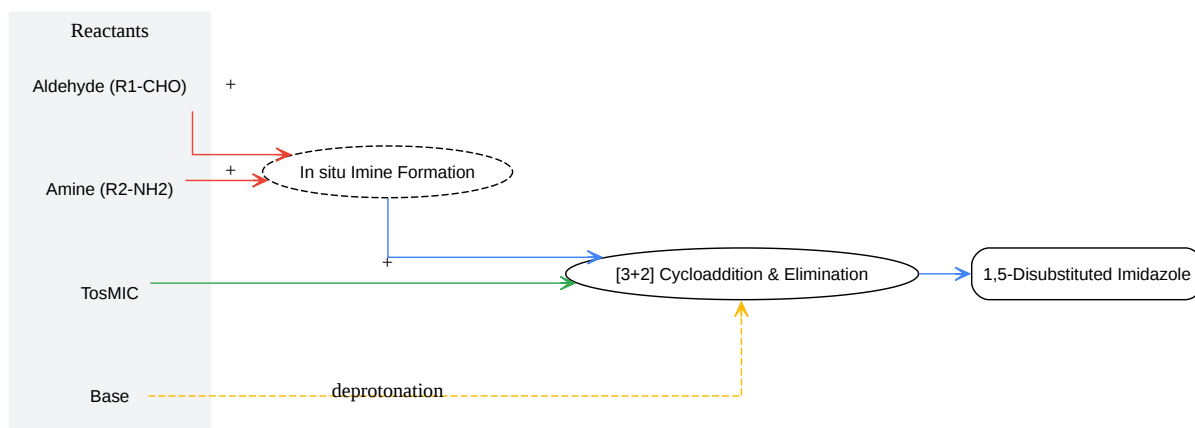 Reactants
Aldehyde (R1-CHO) +
+
In situ Imine Formation
Amine (R2-NH2)
+
[3+2] Cycloaddition & Elimination
1,5-Disubstituted Imidazole
TosMIC
Base
deprotonation